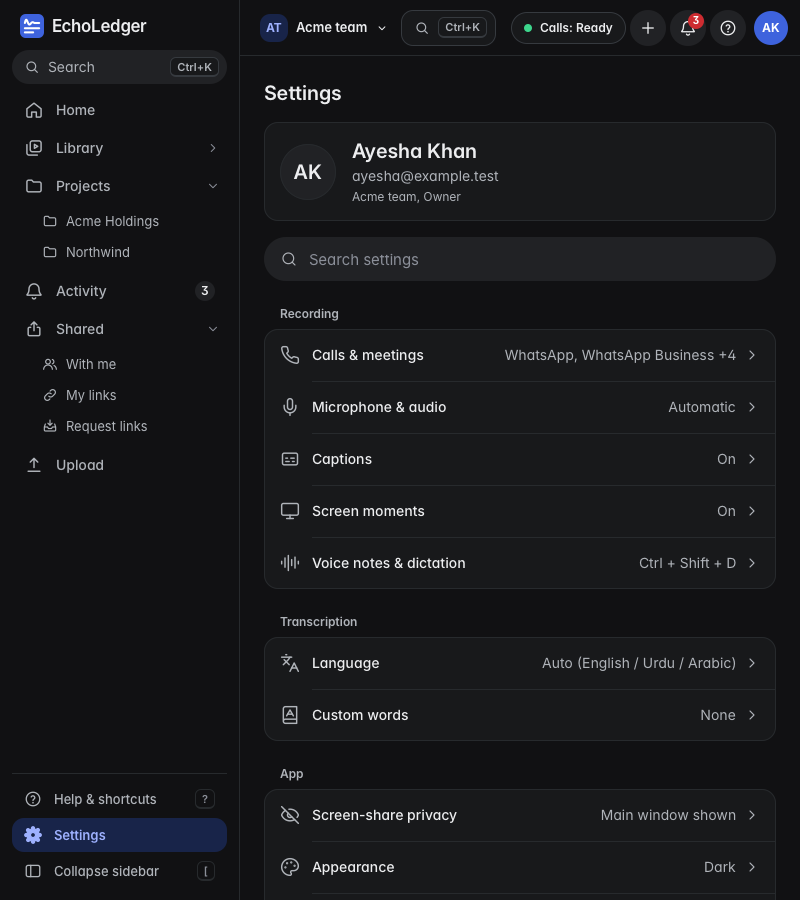 EchoLedger
Search Ctrl+K
Home
Library
Projects
Acme Holdings
Northwind
Activity 3
Shared
With me
My links
Request links
Upload
Help & shortcuts ?
Settings
Collapse sidebar [
AT Acme team Ctrl+K Calls: Ready 3 AK
Settings
AK
Ayesha Khan
ayesha@example.test
Acme team, Owner
Search settings
Recording
Calls & meetings WhatsApp, WhatsApp Business +4
Microphone & audio Automatic
Captions On
Screen moments On
Voice notes & dictation Ctrl + Shift + D
Transcription
Language Auto (English / Urdu / Arabic)
Custom words None
App
Screen-share privacy Main window shown
Appearance Dark